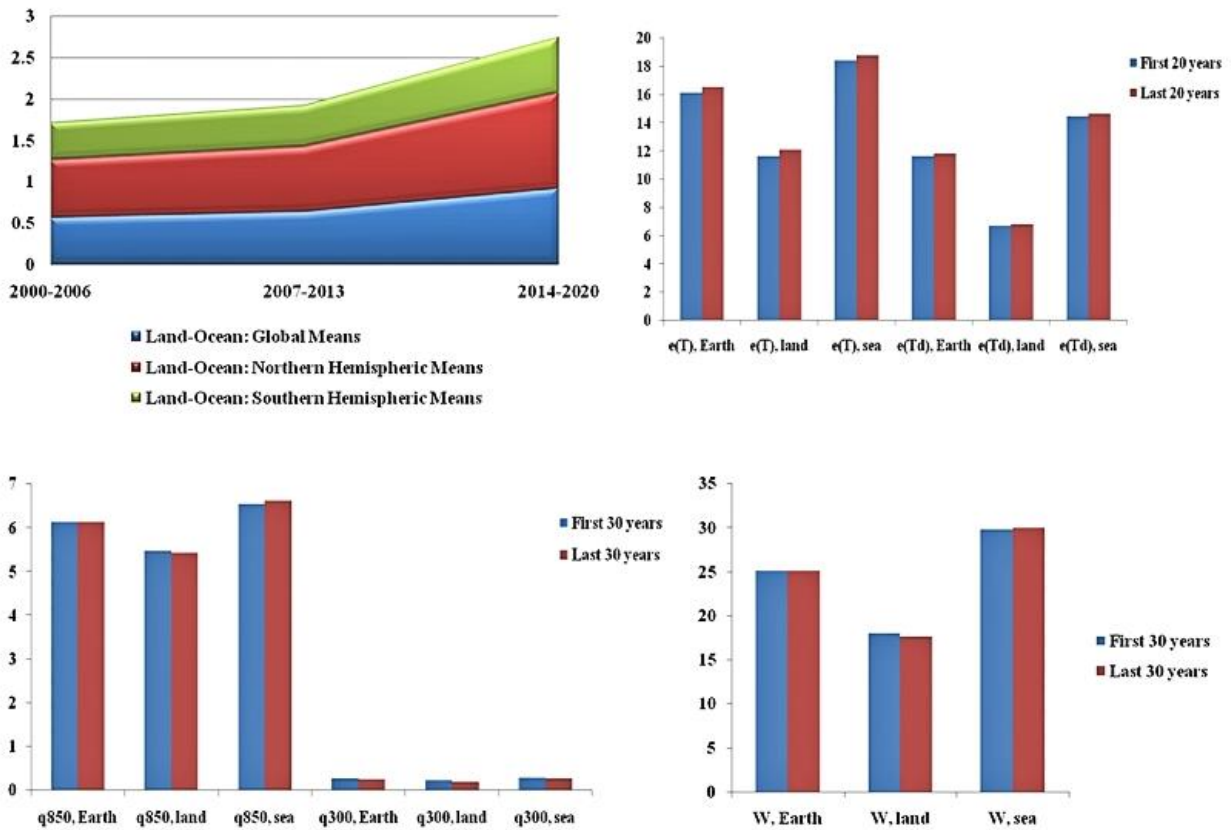 3
2.5
2
1.5
1
0.5
0
2000-2006 2007-2013 2014-2020
Land-Ocean: Global Means
Land-Ocean: Northern Hemispheric Means
Land-Ocean: Southern Hemispheric Means
20
18
16
14
12
10
8
6
4
2
0
e(T), Earth e(T), land e(T), sea e(Td), Earth e(Td), land e(Td), sea
First 20 years
Last 20 years
7
6
5
4
3
2
1
0
q850, Earth q850, land q850, sea q300, Earth q300, land q300, sea
First 30 years
Last 30 years
35
30
25
20
15
10
5
0
W, Earth W, land W, sea
First 30 years
Last 30 years